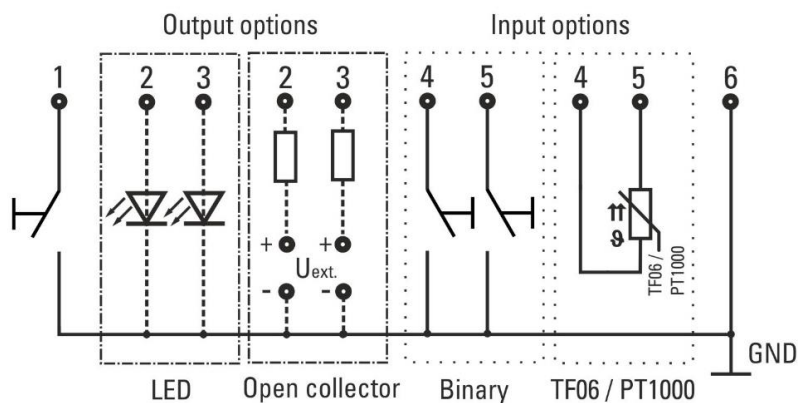 Output options
Input options
1
2
3
2
3
4
5
4
5
6
+
+
Uext.
-
-
ϑ
TF06 /
PT1000
GND
LED
Open collector
Binary
TF06 / PT1000